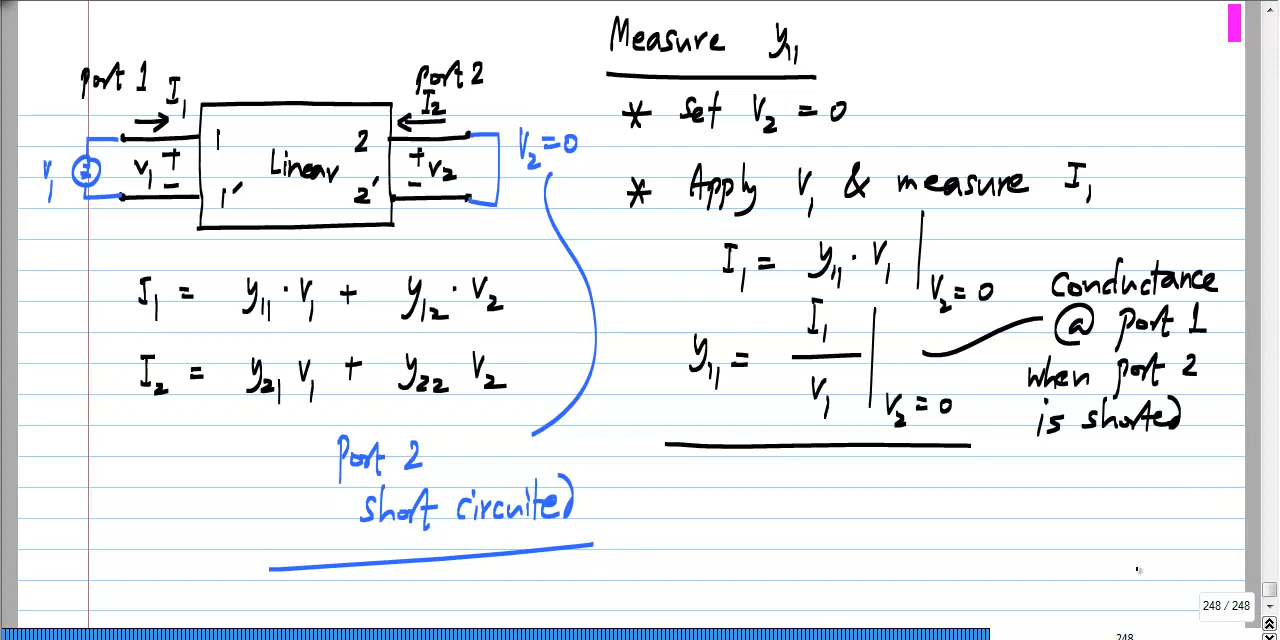 Measure y11
* set V2 = 0
* Apply V1 & measure I1
I1 = y11 · V1 | V2 = 0
y11 = I1 / V1 | V2 = 0
conductance
@ port 1
when port 2
is shorted
port 1
I1
port 2
I2
V1
V1 + -
1
1'
Linear
2
2'
+ - V2
V2 = 0
I1 = y11 · V1 + y12 · V2
I2 = y21 V1 + y22 V2
Port 2
short circuited
248 / 248
248